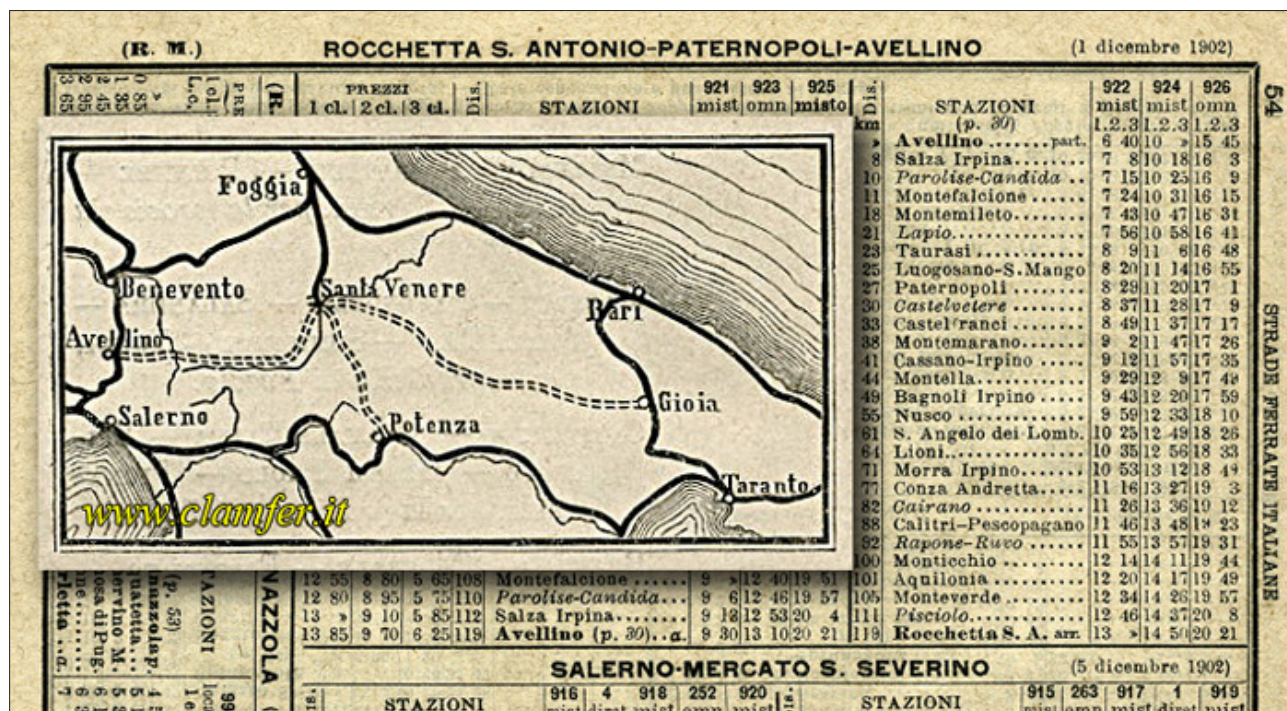 (R. M.) ROCCHETTA S. ANTONIO-PATERNOPOLI-AVELLINO (1 dicembre 1902)
PREZZI
1 cl. 2 cl. 3 cl. Dis. STAZIONI 921 mist 923 omn 925 misto
km Dis. STAZIONI (p. 30) 922 mist 1.2.3 924 mist 1.2.3 926 omn 1.2.3
» Avellino .......part. 6 40 10 » 15 45
8 Salza Irpina....... 7 8 10 18 16 3
10 Parolise-Candida .. 7 15 10 25 16 9
11 Montefalcione ...... 7 24 10 31 16 15
18 Montemileto........ 7 43 10 47 16 31
21 Lapio.............. 7 56 10 58 16 41
23 Taurasi ............ 8 9 11 6 16 48
25 Luogosano-S.Mango 8 20 11 14 16 55
27 Paternopoli ........ 8 29 11 20 17 1
30 Castelvetere ....... 8 37 11 28 17 9
33 Castelfranci ....... 8 49 11 37 17 17
38 Montemarano....... 9 2 11 47 17 26
41 Cassano-Irpino .... 9 12 11 57 17 35
44 Montella........... 9 29 12 9 17 49
49 Bagnoli Irpino ..... 9 43 12 20 17 59
55 Nusco ............. 9 59 12 33 18 10
61 S. Angelo dei Lomb. 10 25 12 49 18 26
64 Lioni.............. 10 35 12 56 18 33
71 Morra Irpino....... 10 53 13 12 18 49
77 Conza Andretta..... 11 16 13 27 19 3
82 Cairano ........... 11 26 13 36 19 12
88 Calitri-Pescopagano 11 46 13 48 19 23
92 Rapone-Ruvo ...... 11 55 13 57 19 31
100 Monticchio ........ 12 14 14 11 19 44
101 Aquilonia ......... 12 20 14 17 19 49
105 Monteverde ........ 12 34 14 26 19 57
111 Pisciolo........... 12 46 14 37 20 8
119 Rocchetta S. A. arr. 13 » 14 50 20 21
54
STRADE FERRATE ITALIANE
Foggia
Benevento
Santa Venere
Bari
Avellino
Salerno
Potenza
Gioia
Taranto
www.clamfer.it
12 55 8 80 5 65 108 Montefalcione ...... 9 » 12 40 19 51
12 80 8 95 5 75 110 Parolise-Candida... 9 6 12 46 19 57
13 » 9 10 5 85 112 Salza Irpina........ 9 12 12 53 20 4
13 85 9 70 6 25 119 Avellino (p. 30)..a. 9 30 13 10 20 21
SALERNO-MERCATO S. SEVERINO (5 dicembre 1902)
STAZIONI 916 4 918 252 920
STAZIONI 915 263 917 1 919